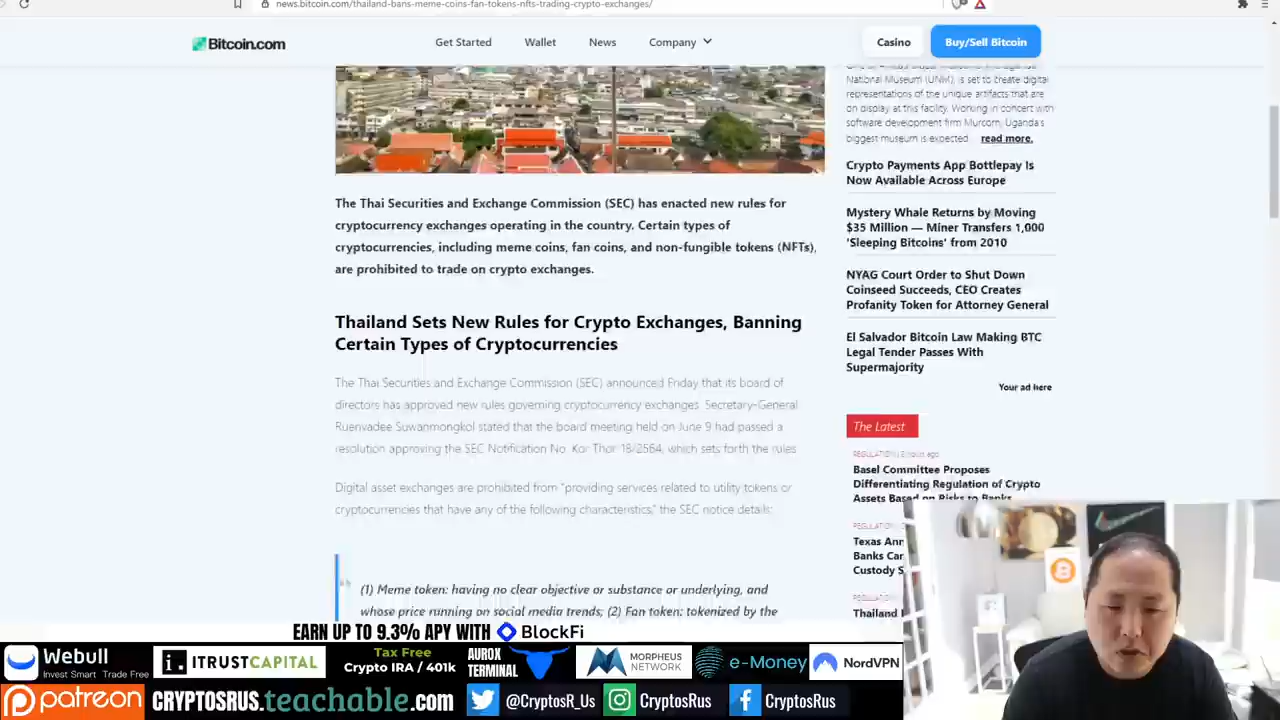 news.bitcoin.com/thailand-bans-meme-coins-fan-tokens-nfts-trading-crypto-exchanges/
Bitcoin.com
Get Started
Wallet
News
Company
Casino
Buy/Sell Bitcoin
The Thai Securities and Exchange Commission (SEC) has enacted new rules for
cryptocurrency exchanges operating in the country. Certain types of
cryptocurrencies, including meme coins, fan coins, and non-fungible tokens (NFTs),
are prohibited to trade on crypto exchanges.
Thailand Sets New Rules for Crypto Exchanges, Banning
Certain Types of Cryptocurrencies
The Thai Securities and Exchange Commission (SEC) announced Friday that its board of
directors has approved new rules governing cryptocurrency exchanges. Secretary-General
Ruenvadee Suwanmongkol stated that the board meeting held on June 9 had passed a
resolution approving the SEC Notification No. Kor Thor 18/2564, which sets forth the rules
Digital asset exchanges are prohibited from "providing services related to utility tokens or
cryptocurrencies that have any of the following characteristics," the SEC notice details:
(1) Meme token: having no clear objective or substance or underlying, and
whose price running on social media trends; (2) Fan token: tokenized by the
National Museum (UNM), is set to create digital
representations of the unique artifacts that are
on display at this facility. Working in concert with
software development firm Murcom, Uganda's
biggest museum is expected read more.
Crypto Payments App Bottlepay Is
Now Available Across Europe
Mystery Whale Returns by Moving
$35 Million — Miner Transfers 1,000
'Sleeping Bitcoins' from 2010
NYAG Court Order to Shut Down
Coinseed Succeeds, CEO Creates
Profanity Token for Attorney General
El Salvador Bitcoin Law Making BTC
Legal Tender Passes With
Supermajority
Your ad here
The Latest
REGULATION
Basel Committee Proposes
Differentiating Regulation of Crypto
Assets Based on Risks to Banks
REGULATION
Texas Ann
Banks Car
Custody S
REGULATION
Thailand
EARN UP TO 9.3% APY WITH BlockFi
Webull
Invest Smart Trade Free
ITRUSTCAPITAL
Tax Free
Crypto IRA / 401k
AUROX
TERMINAL
MORPHEUS
NETWORK
e-Money
NordVPN
patreon
CRYPTOSRUS.teachable.com
@CryptosR_Us
CryptosRus
CryptosRus